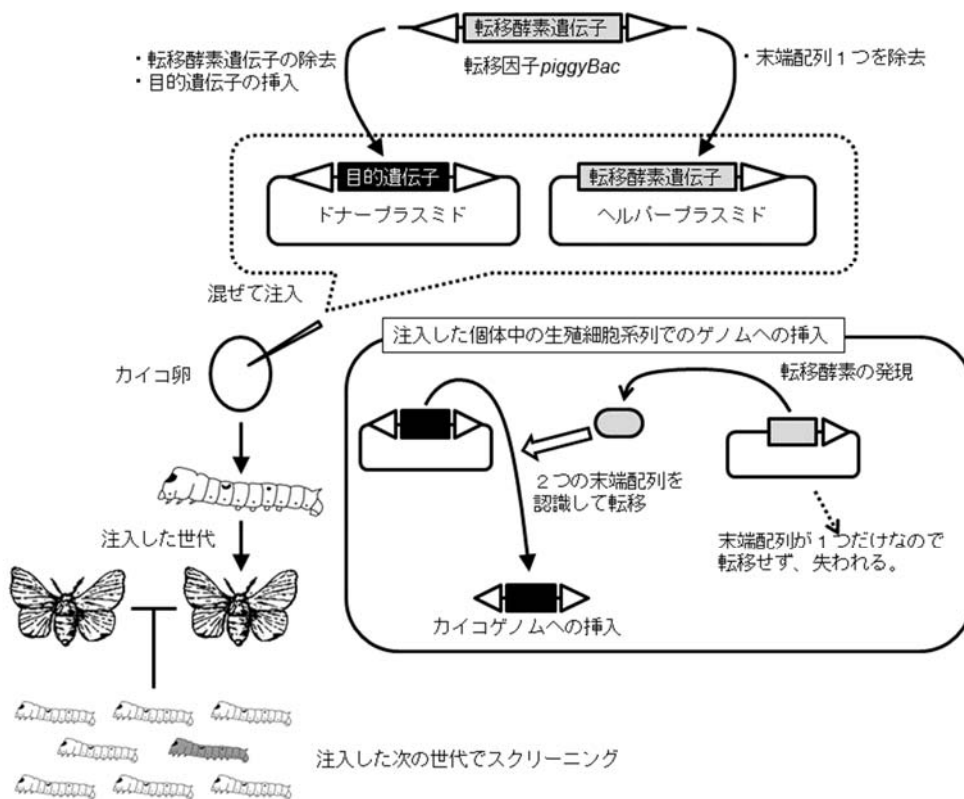 転移酵素遺伝子
転移因子piggyBac
・転移酵素遺伝子の除去
・目的遺伝子の挿入
・末端配列１つを除去
目的遺伝子
ドナープラスミド
転移酵素遺伝子
ヘルパープラスミド
混ぜて注入
カイコ卵
注入した世代
注入した個体中の生殖細胞系列でのゲノムへの挿入
転移酵素の発現
２つの末端配列を
認識して転移
末端配列が１つだけなので
転移せず、失われる。
カイコゲノムへの挿入
注入した次の世代でスクリーニング